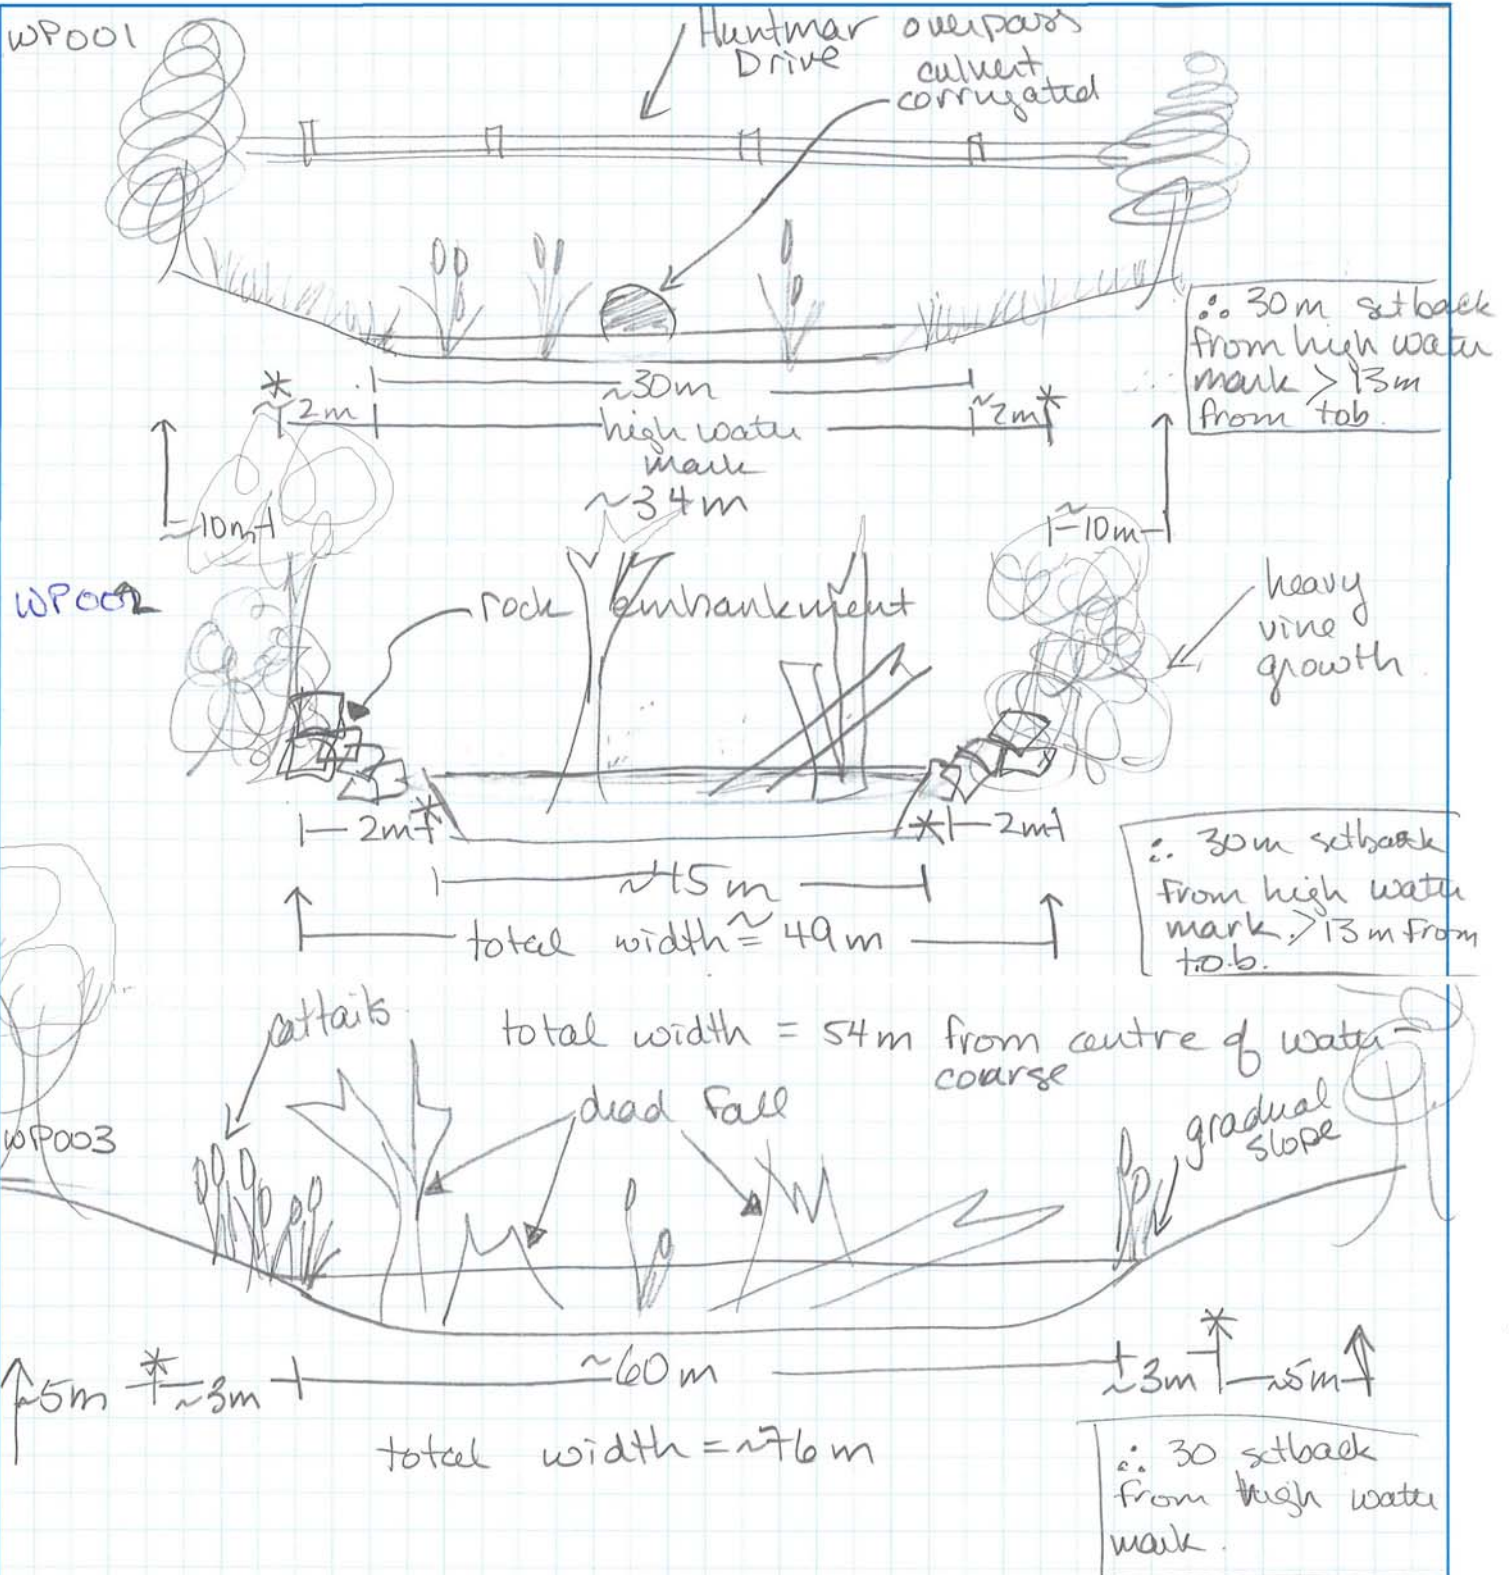 WP001
Huntmar overpass
Drive
culvert
corrugated
∴ 30m setback
from high water
mark > 13m
from tob.
~30m
* ~2m
~2m *
high water
mark
~34m
~10m
~10m
WP002
rock embankment
heavy
vine
growth
2m *
* 2m
~45m
total width ≈ 49m
∴ 30m setback
from high water
mark > 13m from
t.o.b.
cattails
total width = 54m from centre of water
coarse
dead fall
gradual
slope
WP003
~5m * ~3m
~60m
~3m * ~5m
total width = ~76m
∴ 30 setback
from high water
mark.